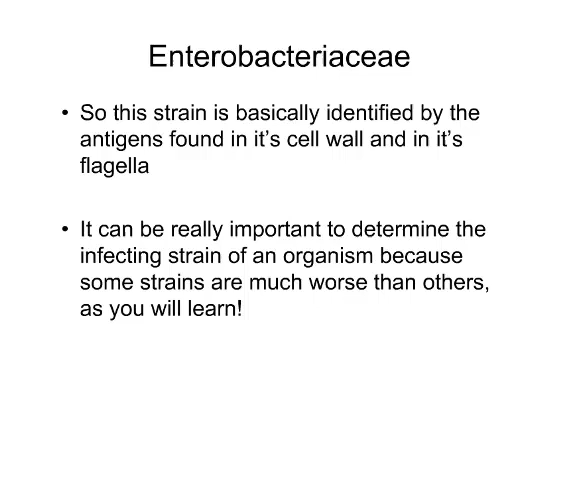 Enterobacteriaceae
• So this strain is basically identified by the
antigens found in it's cell wall and in it's
flagella
• It can be really important to determine the
infecting strain of an organism because
some strains are much worse than others,
as you will learn!